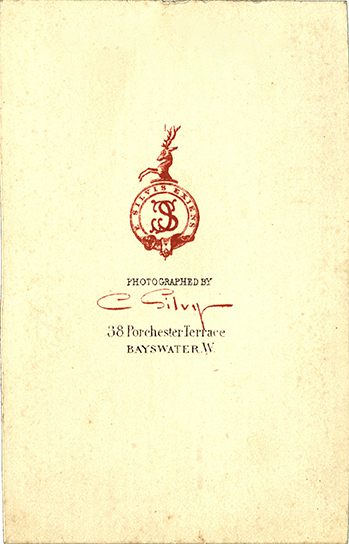 E SILVIS EXIENS
PHOTOGRAPHED BY
C Silvy
38 Porchester Terrace
BAYSWATER. W.